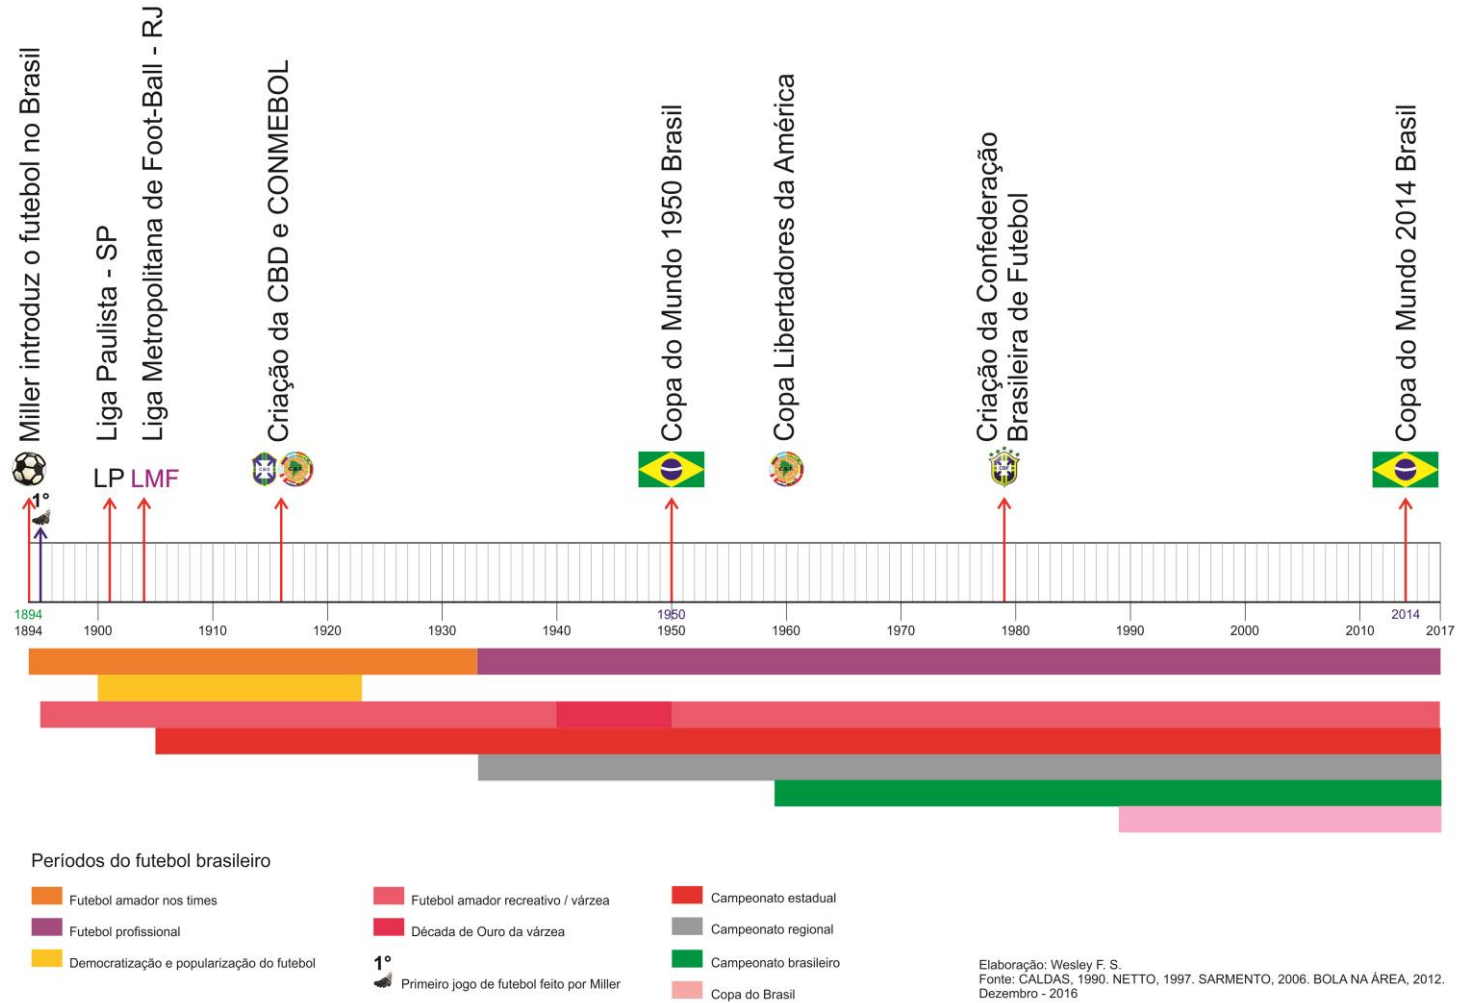 Miller introduz o futebol no Brasil
Liga Paulista - SP
Liga Metropolitana de Foot-Ball - RJ
Criação da CBD e CONMEBOL
Copa do Mundo 1950 Brasil
Copa Libertadores da América
Criação da Confederação
Brasileira de Futebol
Copa do Mundo 2014 Brasil
LP
LMF
CBF
1°
1894
1950
2014
1894
1900
1910
1920
1930
1940
1950
1960
1970
1980
1990
2000
2010
2017
Períodos do futebol brasileiro
Futebol amador nos times
Futebol profissional
Democratização e popularização do futebol
Futebol amador recreativo / várzea
Década de Ouro da várzea
1°
Primeiro jogo de futebol feito por Miller
Campeonato estadual
Campeonato regional
Campeonato brasileiro
Copa do Brasil
Elaboração: Wesley F. S.
Fonte: CALDAS, 1990. NETTO, 1997. SARMENTO, 2006. BOLA NA ÁREA, 2012.
Dezembro - 2016